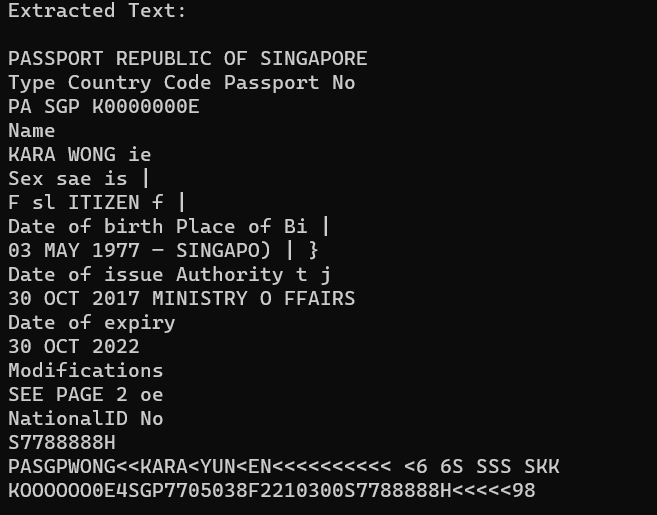 Extracted Text:
PASSPORT REPUBLIC OF SINGAPORE
Type Country Code Passport No
PA SGP K0000000E
Name
KARA WONG ie
Sex sae is |
F sl ITIZEN f |
Date of birth Place of Bi |
03 MAY 1977 – SINGAPO) | }
Date of issue Authority t j
30 OCT 2017 MINISTRY O FFAIRS
Date of expiry
30 OCT 2022
Modifications
SEE PAGE 2 oe
NationalID No
S7788888H
PASGPWONG<<KARA<YUN<EN<<<<<<<<<< <6 6S SSS SKK
KOOOOOO0E4SGP7705038F2210300S7788888H<<<<<98